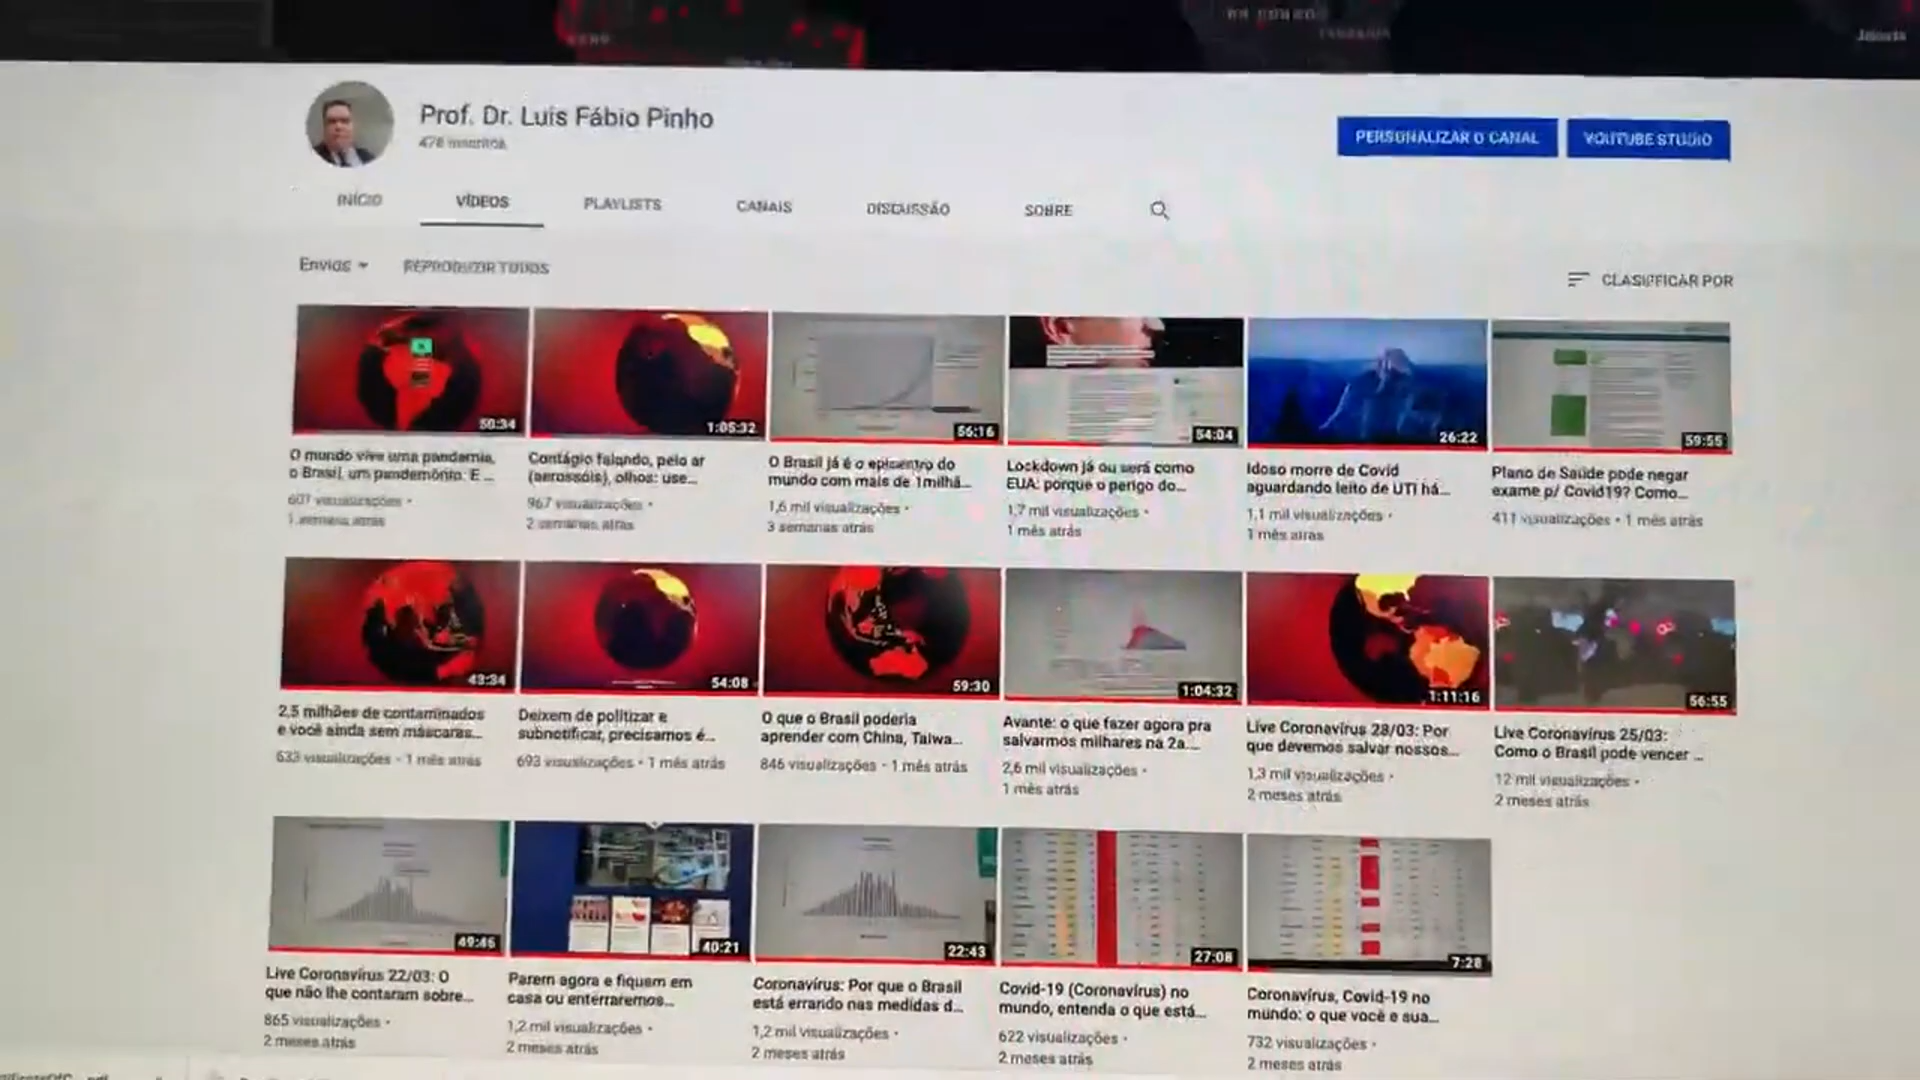 Prof. Dr. Luis Fábio Pinho
476 inscritos
PERSONALIZAR O CANAL
YOUTUBE STUDIO
INÍCIO
VÍDEOS
PLAYLISTS
CANAIS
DISCUSSÃO
SOBRE
Envios
REPRODUZIR TODOS
CLASSIFICAR POR
50:34
1:05:32
56:16
54:04
26:22
59:55
O mundo vive uma pandemia,
o Brasil, um pandemônio. E ...
607 visualizações •
1 semana atrás
Contágio falando, pelo ar
(aerossóis), olhos: use...
967 visualizações •
2 semanas atrás
O Brasil já é o epicentro do
mundo com mais de 1milhã...
1,6 mil visualizações •
3 semanas atrás
Lockdown já ou será como
EUA: porque o perigo do...
1,7 mil visualizações •
1 mês atrás
Idoso morre de Covid
aguardando leito de UTI há...
1,1 mil visualizações •
1 mês atrás
Plano de Saúde pode negar
exame p/ Covid19? Como...
411 visualizações • 1 mês atrás
43:34
54:08
59:30
1:04:32
1:11:16
56:55
2,5 milhões de contaminados
e você ainda sem máscaras...
633 visualizações • 1 mês atrás
Deixem de politizar e
subnotificar, precisamos é...
693 visualizações • 1 mês atrás
O que o Brasil poderia
aprender com China, Taiwa...
846 visualizações • 1 mês atrás
Avante: o que fazer agora pra
salvarmos milhares na 2a....
2,6 mil visualizações •
1 mês atrás
Live Coronavírus 28/03: Por
que devemos salvar nossos...
1,3 mil visualizações •
2 meses atrás
Live Coronavírus 25/03:
Como o Brasil pode vencer ...
12 mil visualizações •
2 meses atrás
49:46
40:21
22:43
27:08
7:28
Live Coronavírus 22/03: O
que não lhe contaram sobre...
865 visualizações •
2 meses atrás
Parem agora e fiquem em
casa ou enterraremos...
1,2 mil visualizações •
2 meses atrás
Coronavírus: Por que o Brasil
está errando nas medidas d...
1,2 mil visualizações •
2 meses atrás
Covid-19 (Coronavírus) no
mundo, entenda o que está...
622 visualizações •
2 meses atrás
Coronavírus, Covid-19 no
mundo: o que você e sua...
732 visualizações •
2 meses atrás